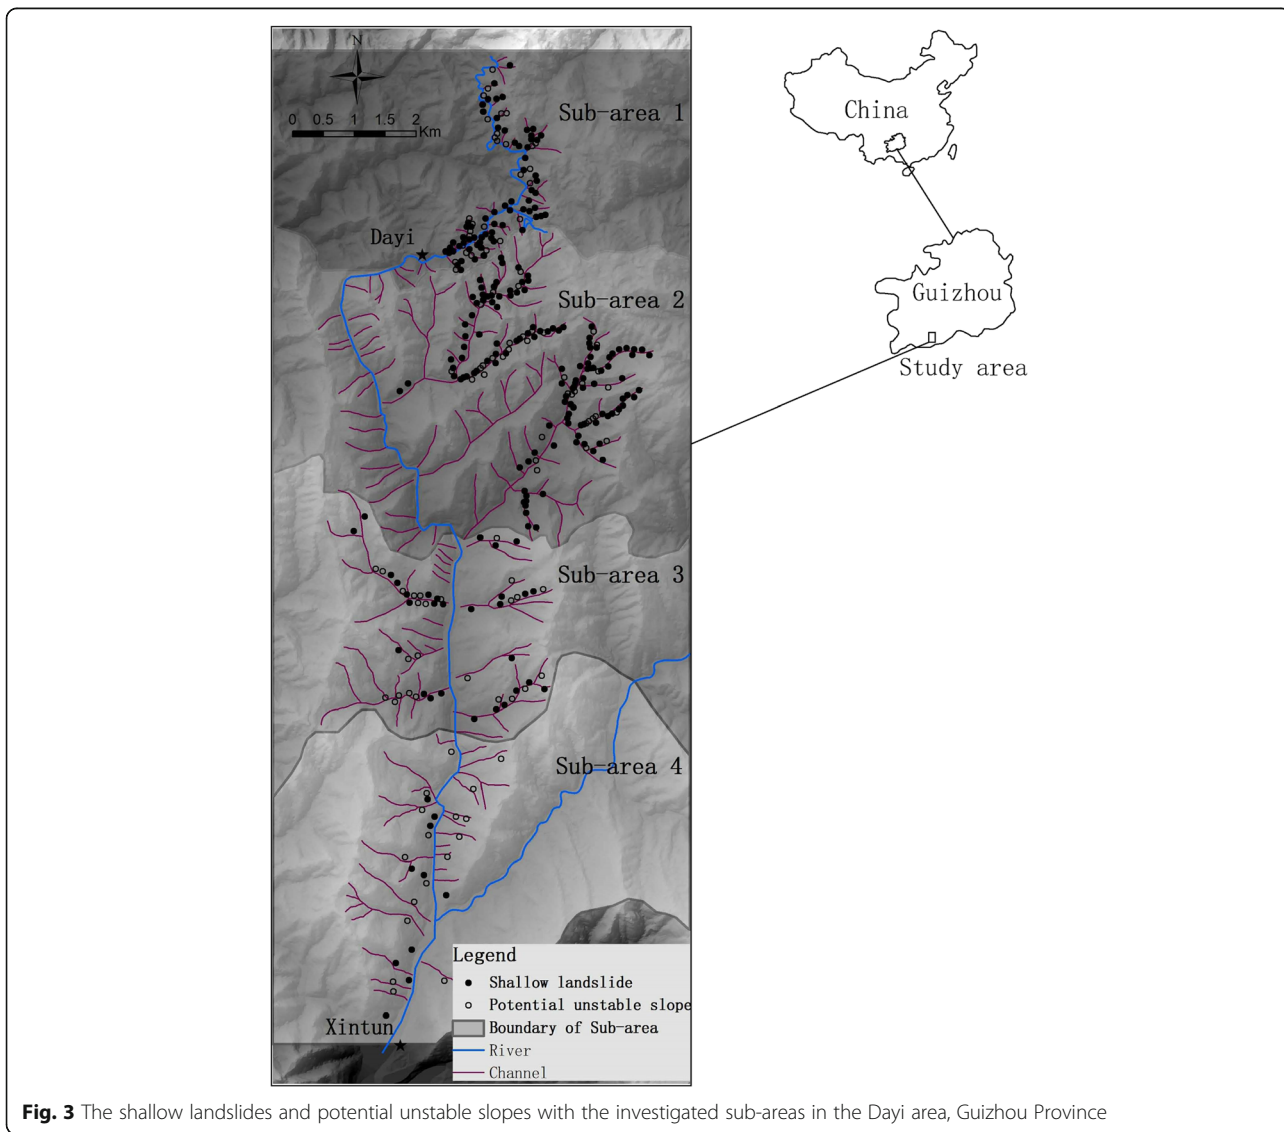 N
0 0.5 1 1.5 2
Km
Sub-area 1
Dayi
Sub-area 2
Sub-area 3
Sub-area 4
Xintun
China
Guizhou
Study area
Legend
Shallow landslide
Potential unstable slope
Boundary of Sub-area
River
Channel
Fig. 3 The shallow landslides and potential unstable slopes with the investigated sub-areas in the Dayi area, Guizhou Province